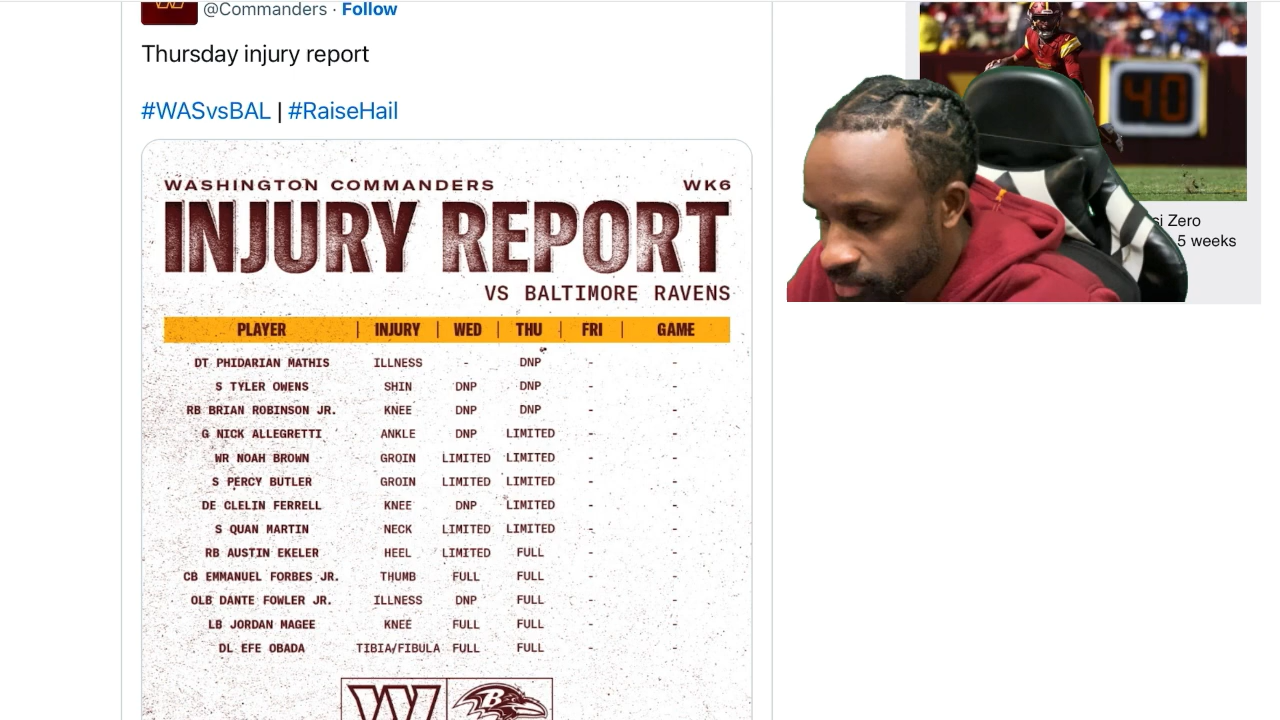 @Commanders · Follow
Thursday injury report
#WASvsBAL | #RaiseHail
WASHINGTON COMMANDERS WK6
INJURY REPORT
VS BALTIMORE RAVENS
PLAYER | INJURY | WED | THU | FRI | GAME
DT PHIDARIAN MATHIS ILLNESS - DNP - -
S TYLER OWENS SHIN DNP DNP - -
RB BRIAN ROBINSON JR. KNEE DNP DNP - -
G NICK ALLEGRETTI ANKLE DNP LIMITED - -
WR NOAH BROWN GROIN LIMITED LIMITED - -
S PERCY BUTLER GROIN LIMITED LIMITED - -
DE CLELIN FERRELL KNEE DNP LIMITED - -
S QUAN MARTIN NECK LIMITED LIMITED - -
RB AUSTIN EKELER HEEL LIMITED FULL - -
CB EMMANUEL FORBES JR. THUMB FULL FULL - -
OLB DANTE FOWLER JR. ILLNESS DNP FULL - -
LB JORDAN MAGEE KNEE FULL FULL - -
DL EFE OBADA TIBIA/FIBULA FULL FULL - -
W
40
Zero
5 weeks